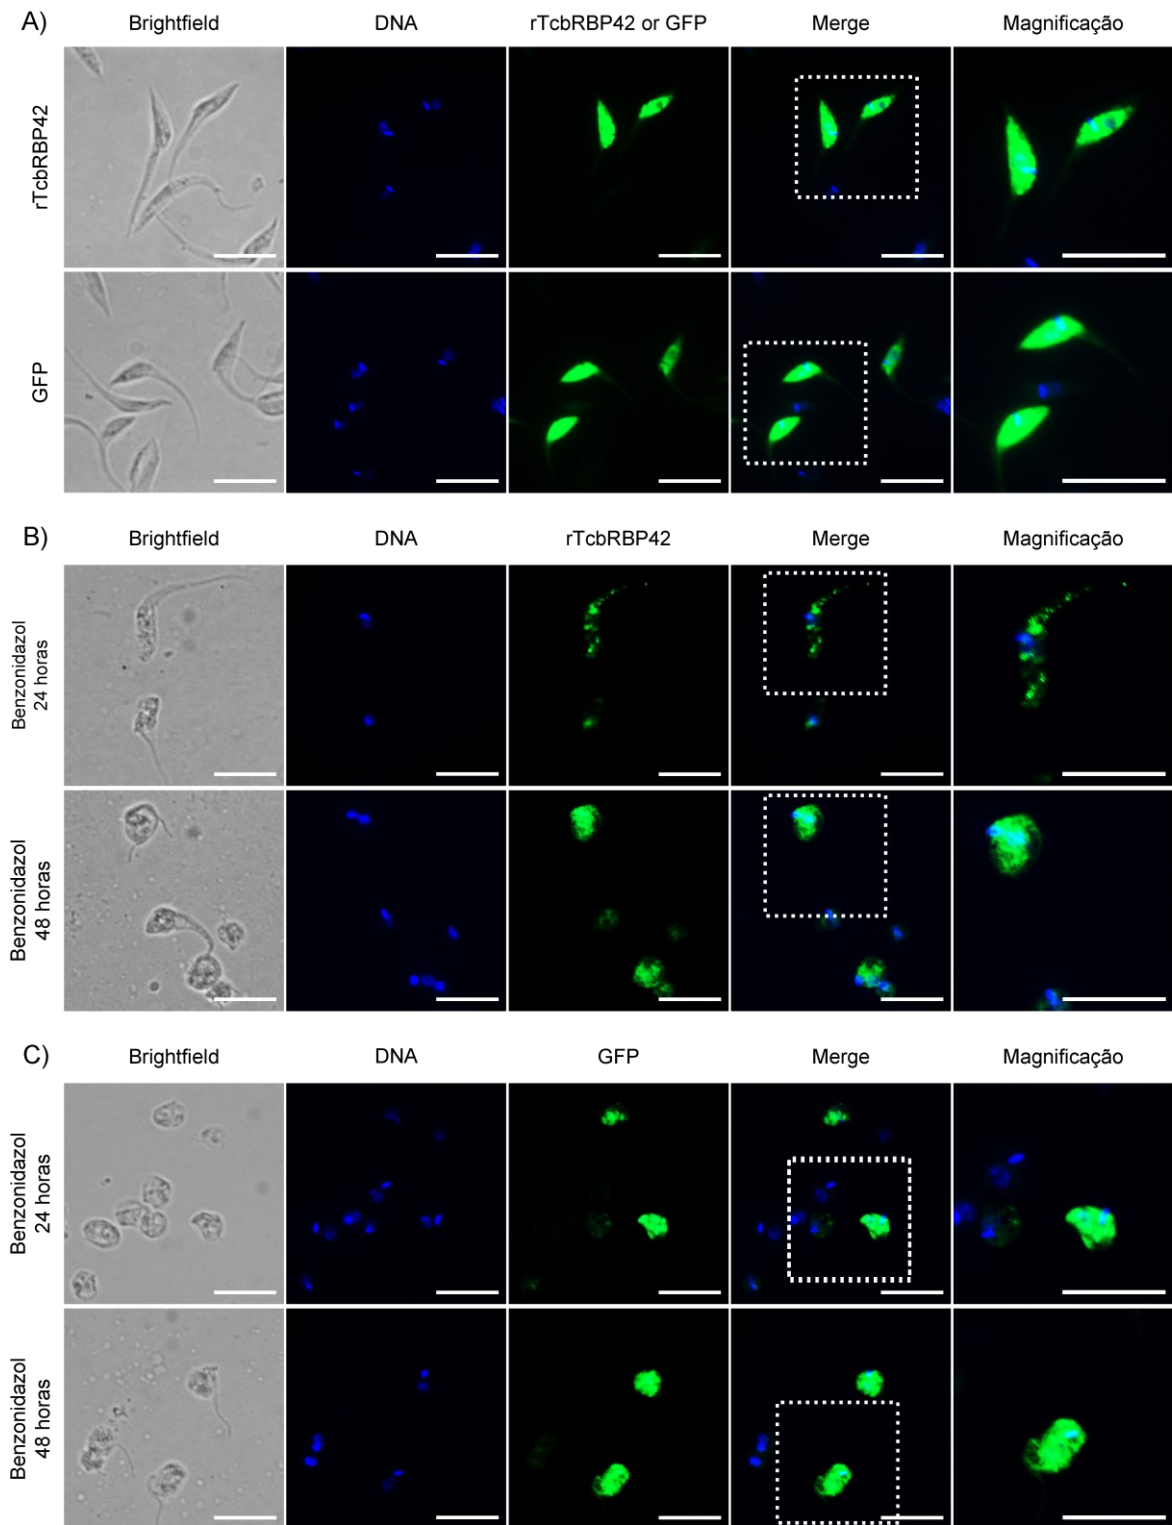 A)
Brightfield
DNA
rTcbRBP42 or GFP
Merge
Magnificação
rTcbRBP42
GFP
B)
Brightfield
DNA
rTcbRBP42
Merge
Magnificação
Benzonidazol
24 horas
Benzonidazol
48 horas
C)
Brightfield
DNA
GFP
Merge
Magnificação
Benzonidazol
24 horas
Benzonidazol
48 horas